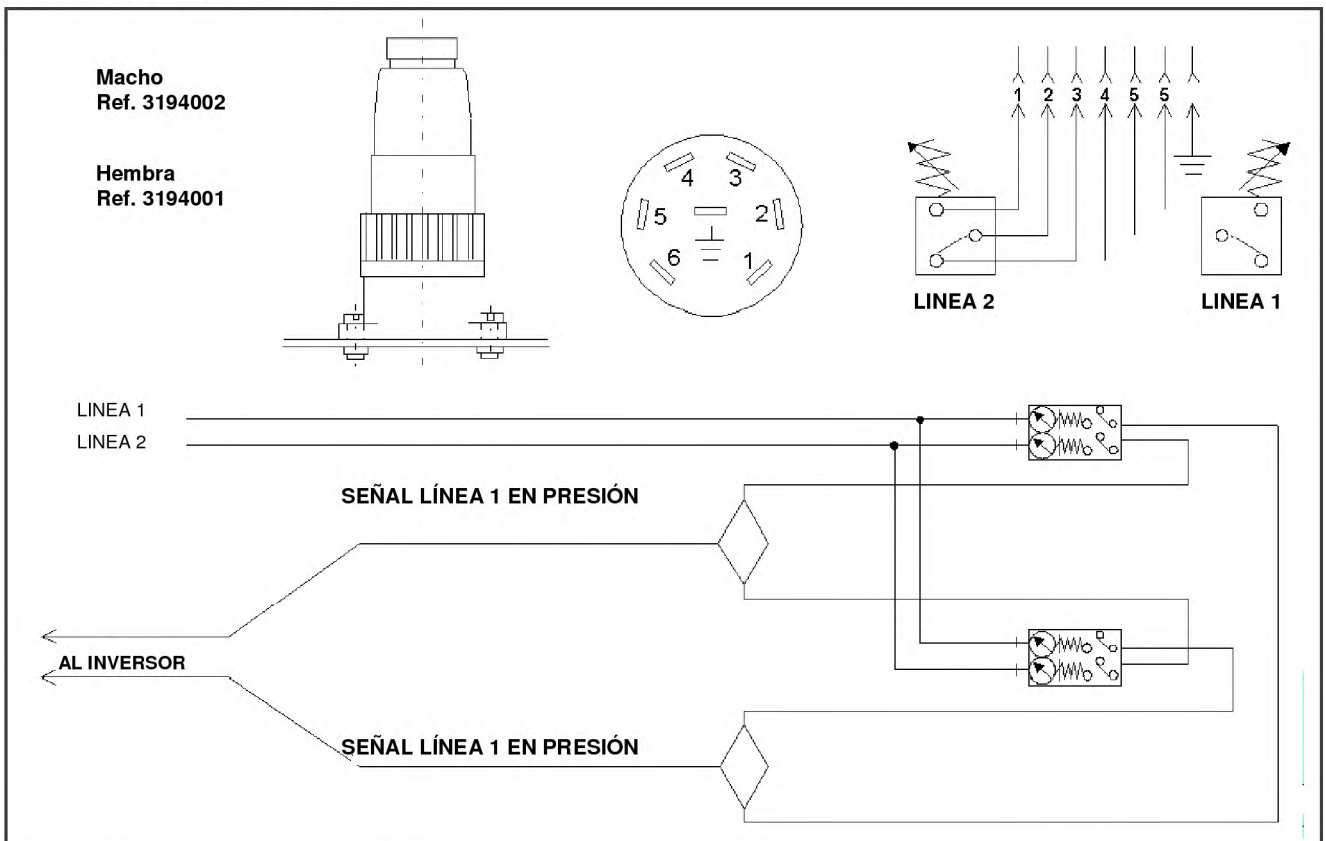 Macho
Ref. 3194002
Hembra
Ref. 3194001
4 3
5 2
6 1
1 2 3 4 5 5
LINEA 2
LINEA 1
LINEA 1
LINEA 2
SEÑAL LÍNEA 1 EN PRESIÓN
AL INVERSOR
SEÑAL LÍNEA 1 EN PRESIÓN